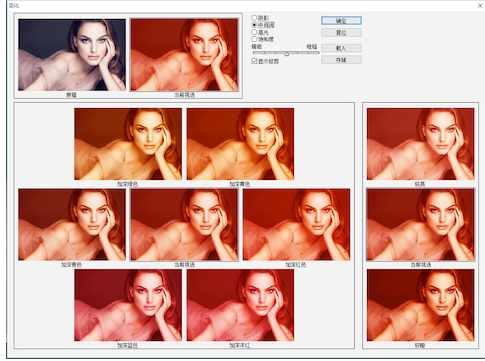 变化
阴影
中间调
高光
饱和度
精细 粗糙
显示修剪
确定
复位
载入
存储
原稿 当前挑选
加深绿色 加深黄色
加深青色 当前挑选 加深红色
加深蓝色 加深洋红
较亮
当前挑选
较暗